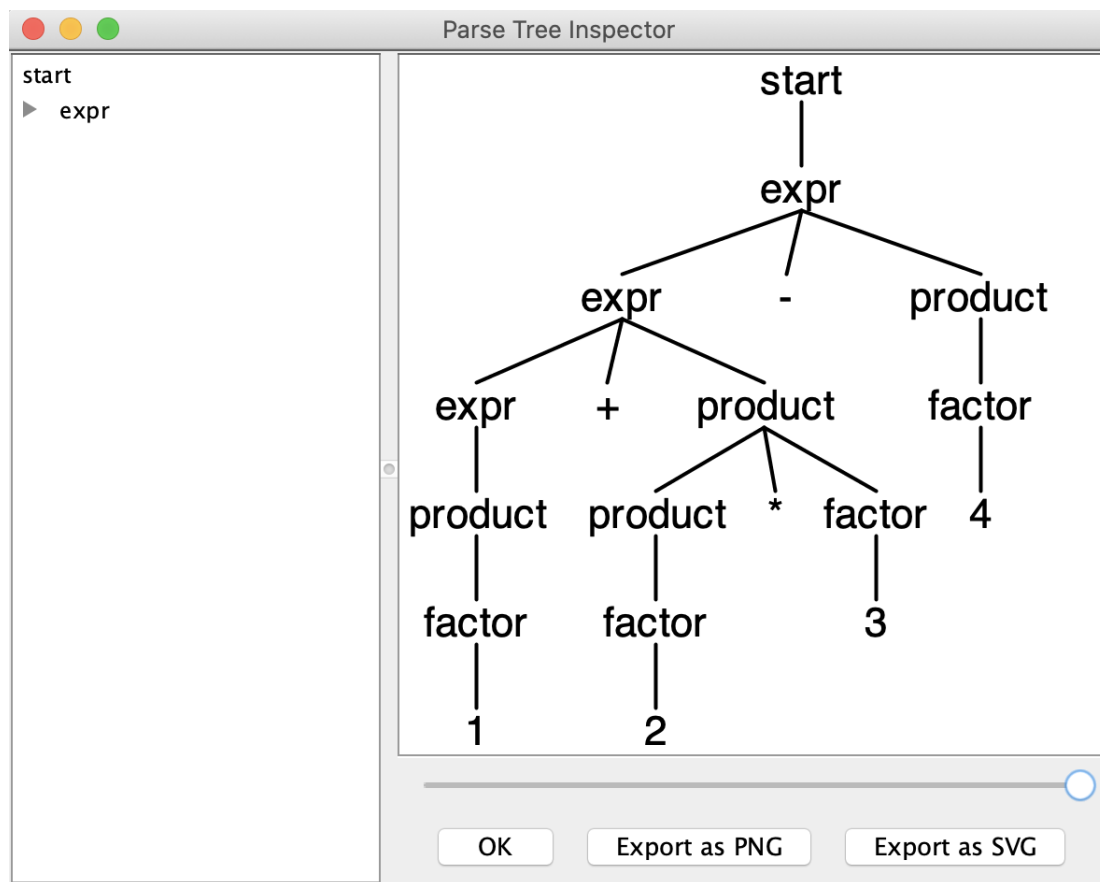 Parse Tree Inspector
start
expr
start
expr
expr - product
expr + product factor
product product * factor 4
factor factor 3
1 2
OK Export as PNG Export as SVG